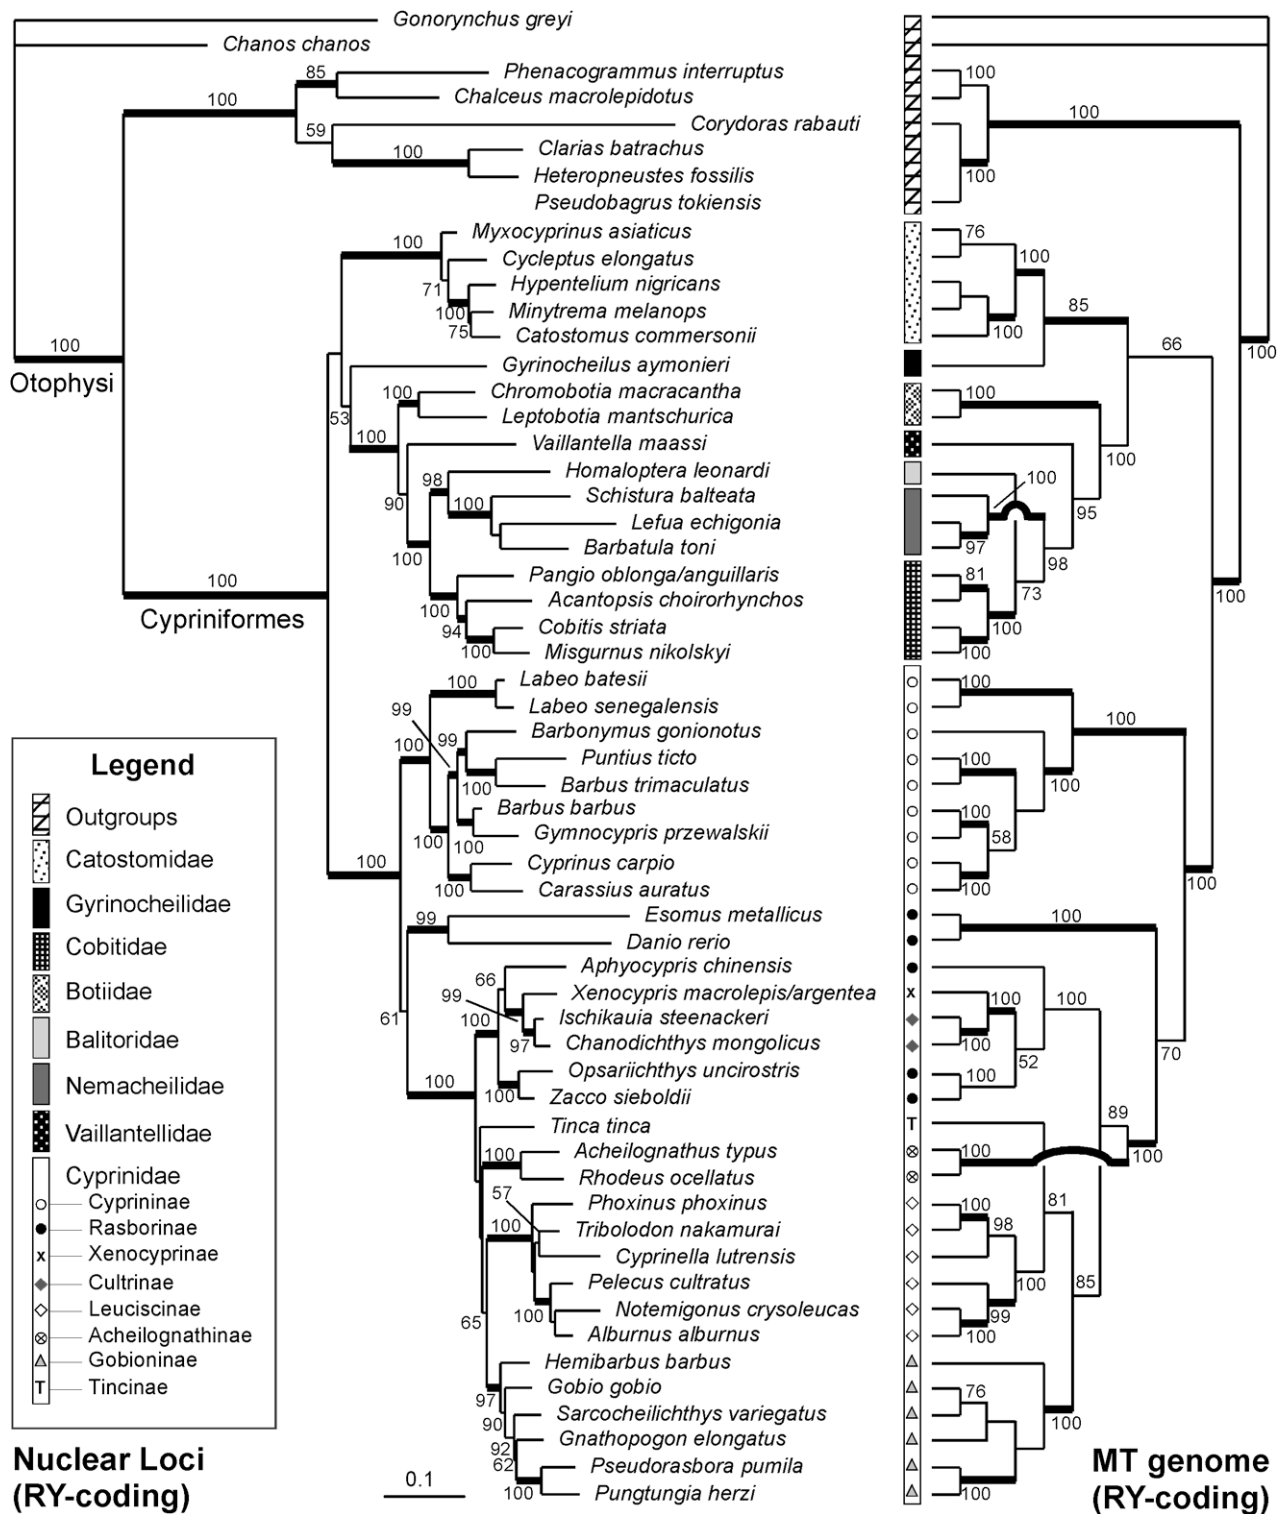 Gonorynchus greyi
Chanos chanos
85 Phenacogrammus interruptus 100
100 Chalceus macrolepidotus 100
59 Corydoras rabauti
100 Clarias batrachus
Heteropneustes fossilis 100
Pseudobagrus tokiensis
100 Myxocyprinus asiaticus 76
Cycleptus elongatus 100
71 Hypentelium nigricans
100 Minytrema melanops 85
75 Catostomus commersonii 100
100 66 100
Otophysi
Gyrinocheilus aymonieri
100 Chromobotia macracantha 100
53 Leptobotia mantschurica
100 Vaillantella maassi 100
98 Homaloptera leonardi 100
90 100 Schistura balteata 95
Lefua echigonia
100 Barbatula toni 97 98
100 Pangio oblonga/anguillaris 81 73
100 Acantopsis choirorhynchos 100
Cypriniformes
94 Cobitis striata
100 Misgurnus nikolskyi 100
100
100 Labeo batesii 100
99 Labeo senegalensis 100
99 Barbonymus gonionotus
100 Puntius ticto 100
100 Barbus trimaculatus 100
Barbus barbus 100
100 100 Gymnocypris przewalskii 58
100 Cyprinus carpio
100 Carassius auratus 100 100
99 Esomus metallicus 100
Danio rerio
66 Aphyocypris chinensis
99 Xenocypris macrolepis/argentea 100 100
61 100 Ischikauia steenackeri
97 Chanodichthys mongolicus 100 52 70
100 Opsariichthys uncirostris 100
100 Zacco sieboldii
Tinca tinca 89
100 Acheilognathus typus 100 100
Rhodeus ocellatus
57 Phoxinus phoxinus 100 81
100 Tribolodon nakamurai 98
Cyprinella lutrensis
Pelecus cultratus 100 85
65 100 Notemigonus crysoleucas 99
Alburnus alburnus 100
Hemibarbus barbus
97 Gobio gobio 76
90 Sarcocheilichthys variegatus 100
92 Gnathopogon elongatus
62 Pseudorasbora pumila
100 Pungtungia herzi 100
0.1
Legend
Outgroups
Catostomidae
Gyrinocheilidae
Cobitidae
Botiidae
Balitoridae
Nemacheilidae
Vaillantellidae
Cyprinidae
Cyprininae
Rasborinae
x Xenocyprinae
Cultrinae
Leuciscinae
Acheilognathinae
Gobioninae
T Tincinae
x
T
Nuclear Loci
(RY-coding)
MT genome
(RY-coding)